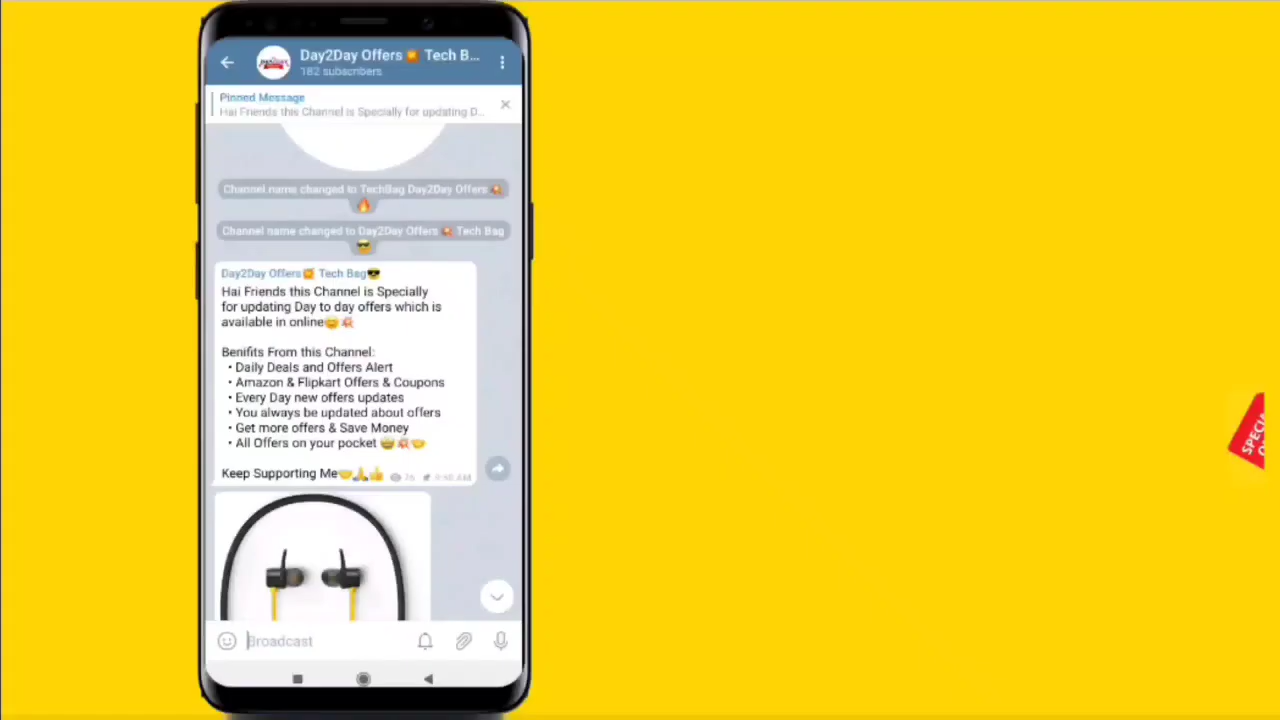 Day2Day Offers💥 Tech B...
182 subscribers
Pinned Message
Hai Friends this Channel is Specially for updating D...
Channel name changed to TechBag Day2Day Offers 💥
🔥
Channel name changed to Day2Day Offers 💥 Tech Bag
😎
Day2Day Offers💥 Tech Bag😎
Hai Friends this Channel is Specially
for updating Day to day offers which is
available in online😊💥
Benifits From this Channel:
• Daily Deals and Offers Alert
• Amazon & Flipkart Offers & Coupons
• Every Day new offers updates
• You always be updated about offers
• Get more offers & Save Money
• All Offers on your pocket 🤩💥🤝
Keep Supporting Me🤝🙏👍 76
Broadcast
SPECI